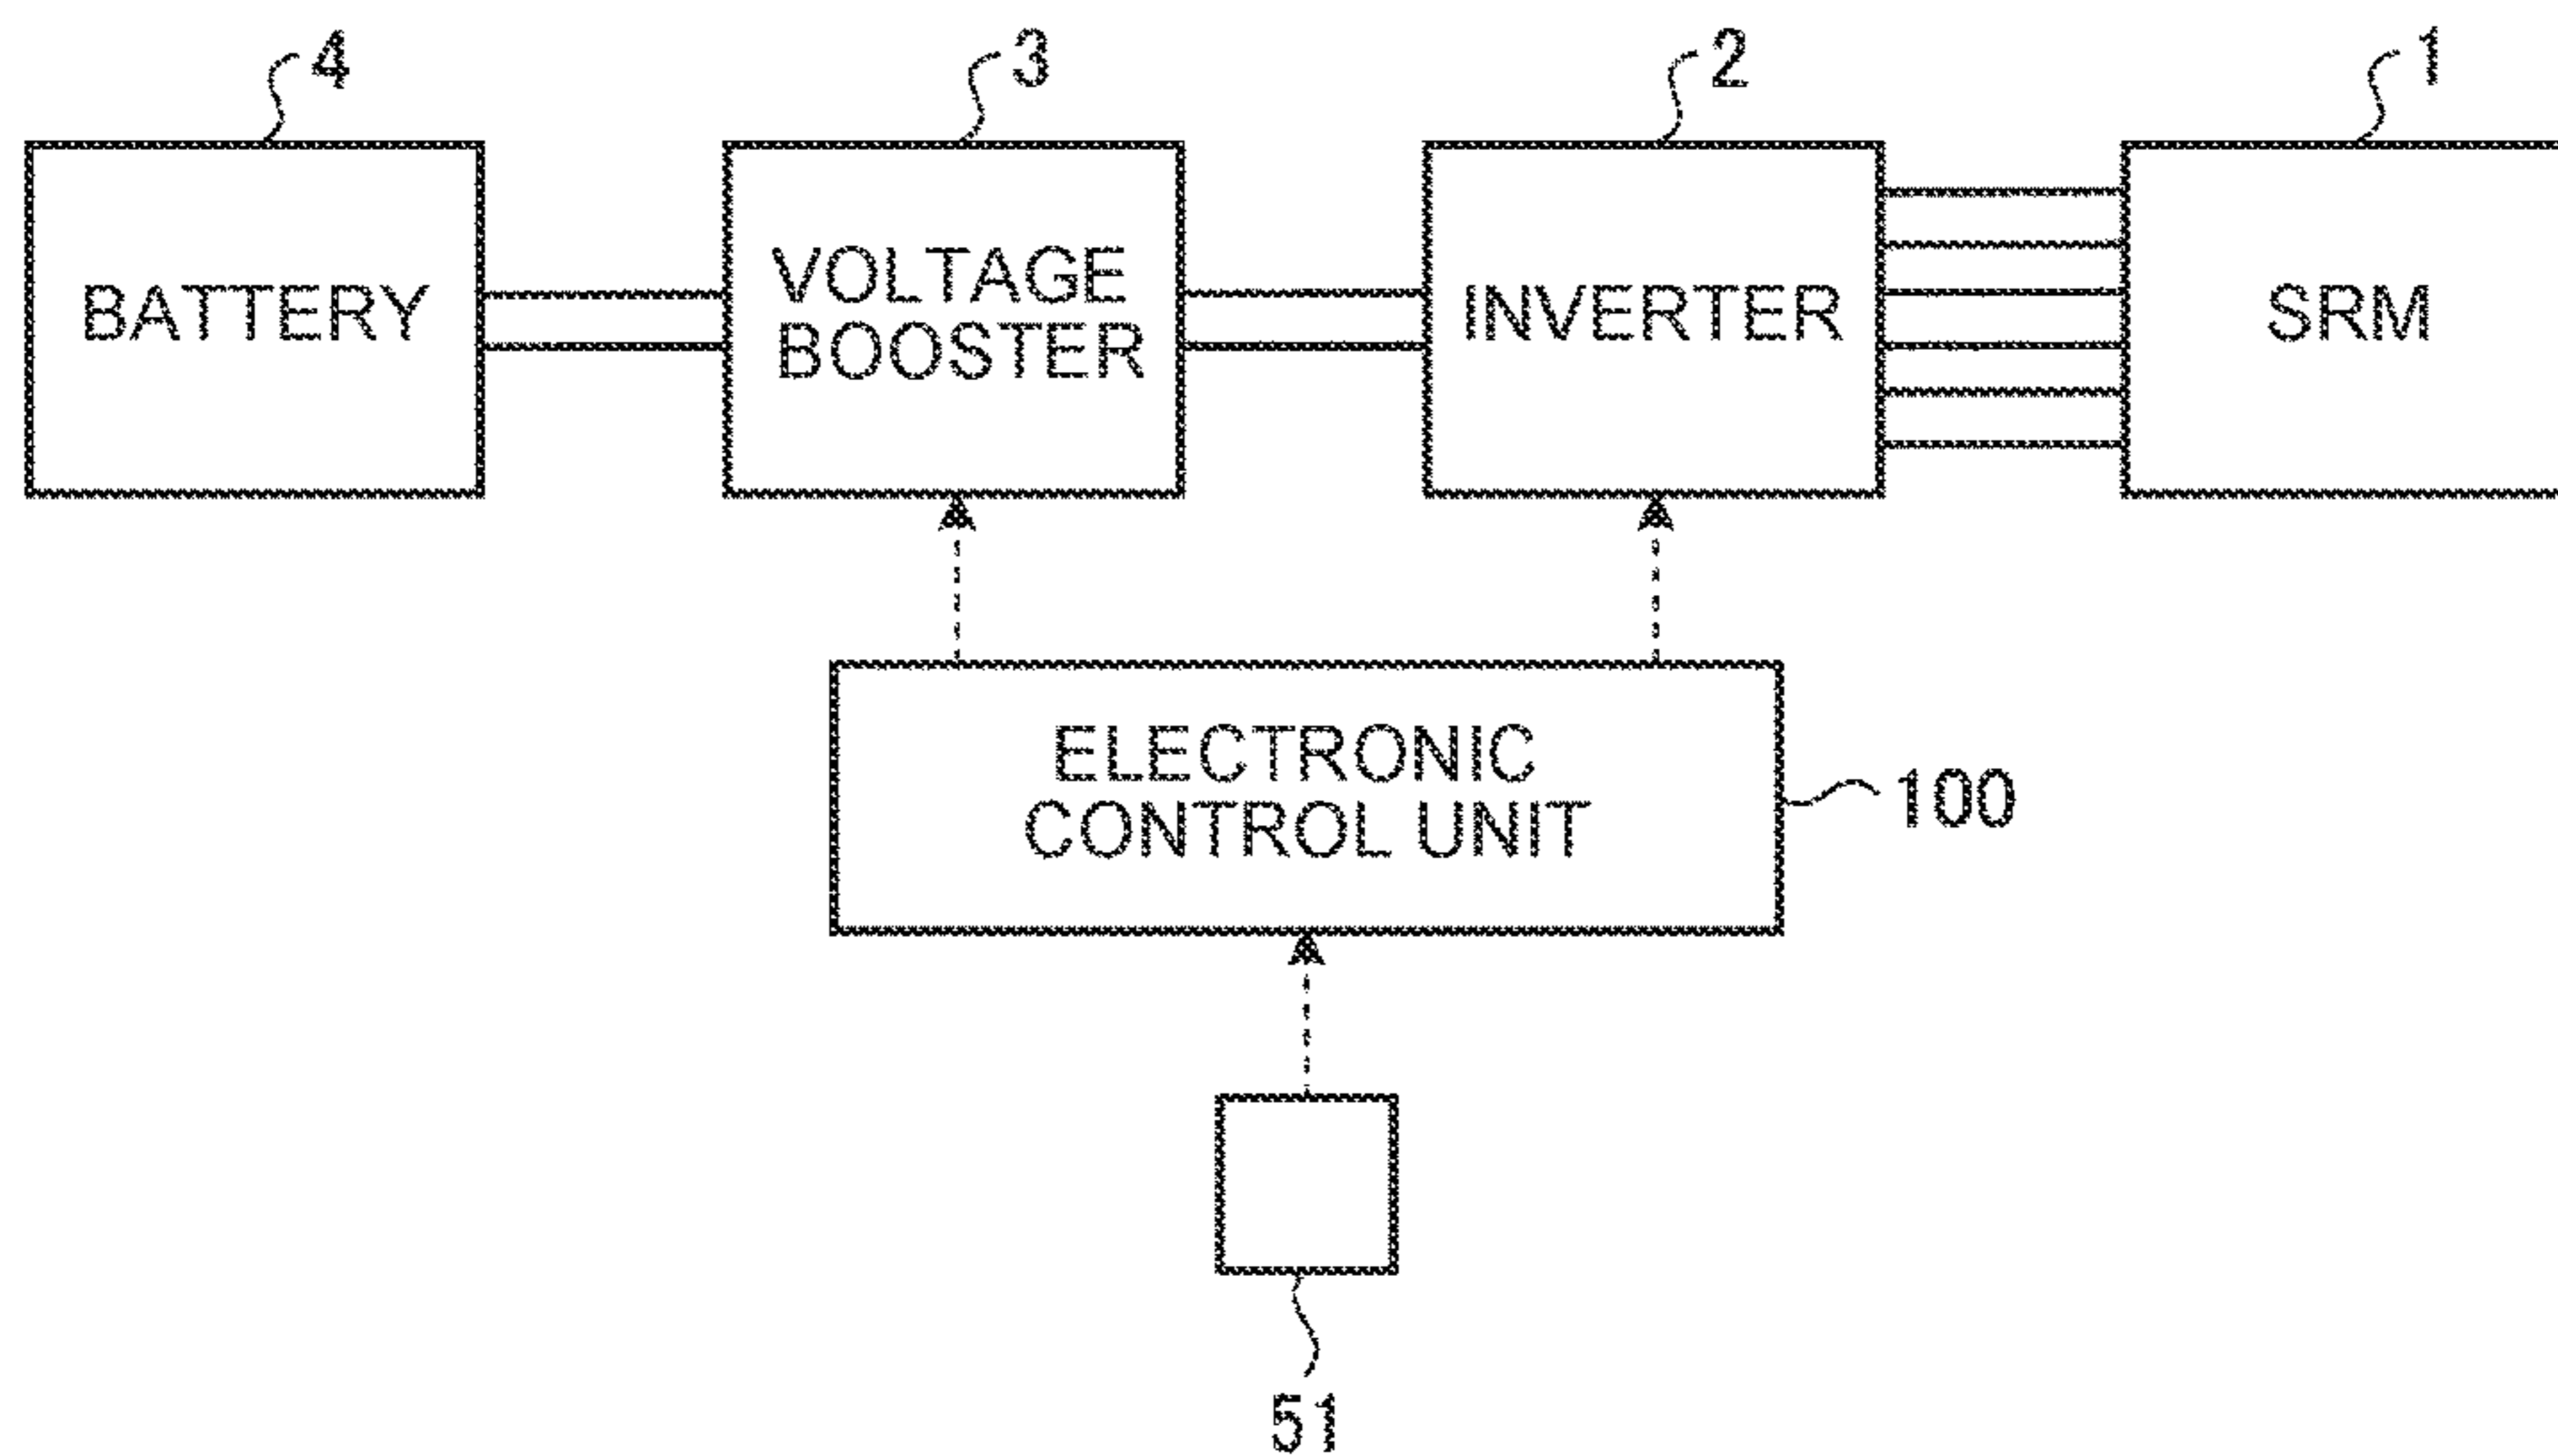 4
3
2
1
BATTERY
VOLTAGE
BOOSTER
INVERTER
SRM
ELECTRONIC
CONTROL UNIT
100
51